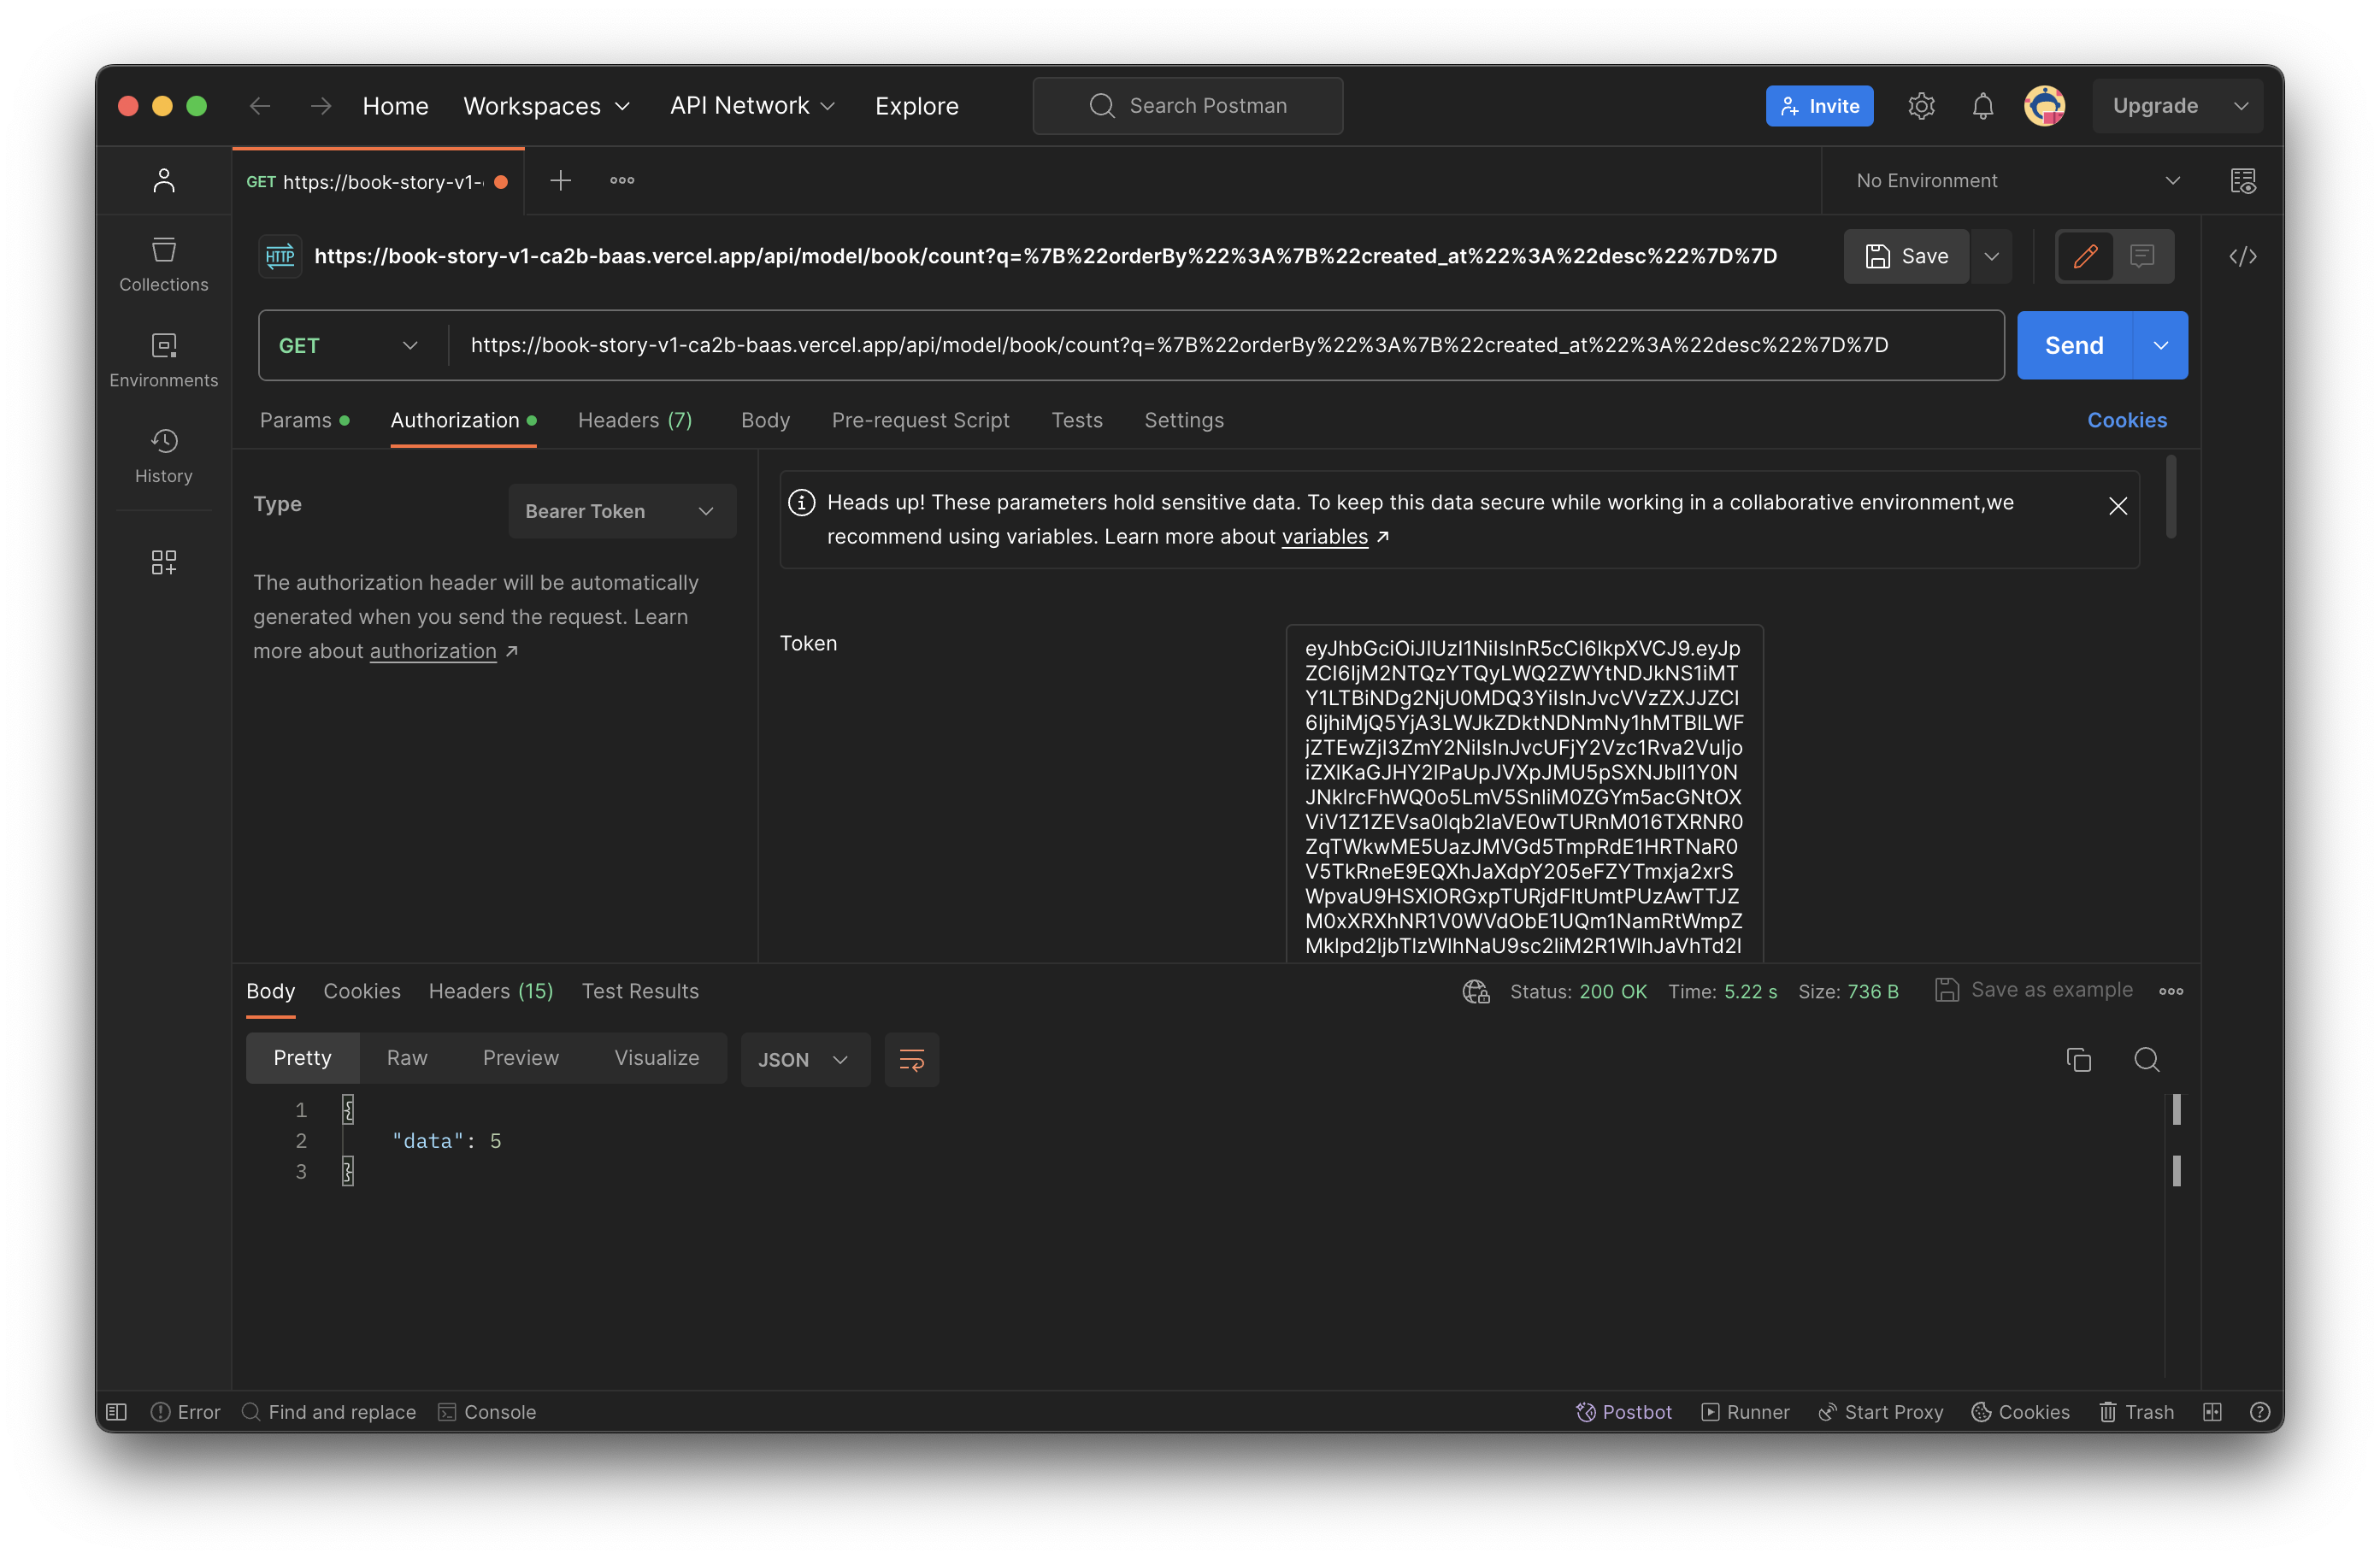 Home Workspaces API Network Explore Search Postman Invite Upgrade
GET https://book-story-v1- No Environment
HTTP https://book-story-v1-ca2b-baas.vercel.app/api/model/book/count?q=%7B%22orderBy%22%3A%7B%22created_at%22%3A%22desc%22%7D%7D Save
Collections
GET https://book-story-v1-ca2b-baas.vercel.app/api/model/book/count?q=%7B%22orderBy%22%3A%7B%22created_at%22%3A%22desc%22%7D%7D Send
Environments
Params Authorization Headers (7) Body Pre-request Script Tests Settings Cookies
History
Type Bearer Token
Heads up! These parameters hold sensitive data. To keep this data secure while working in a collaborative environment,we
recommend using variables. Learn more about variables ↗
The authorization header will be automatically
generated when you send the request. Learn
more about authorization ↗
Token
Body Cookies Headers (15) Test Results Status: 200 OK Time: 5.22 s Size: 736 B Save as example
Pretty Raw Preview Visualize JSON
1 {
2 "data": 5
3 }
Error Find and replace Console Postbot Runner Start Proxy Cookies Trash